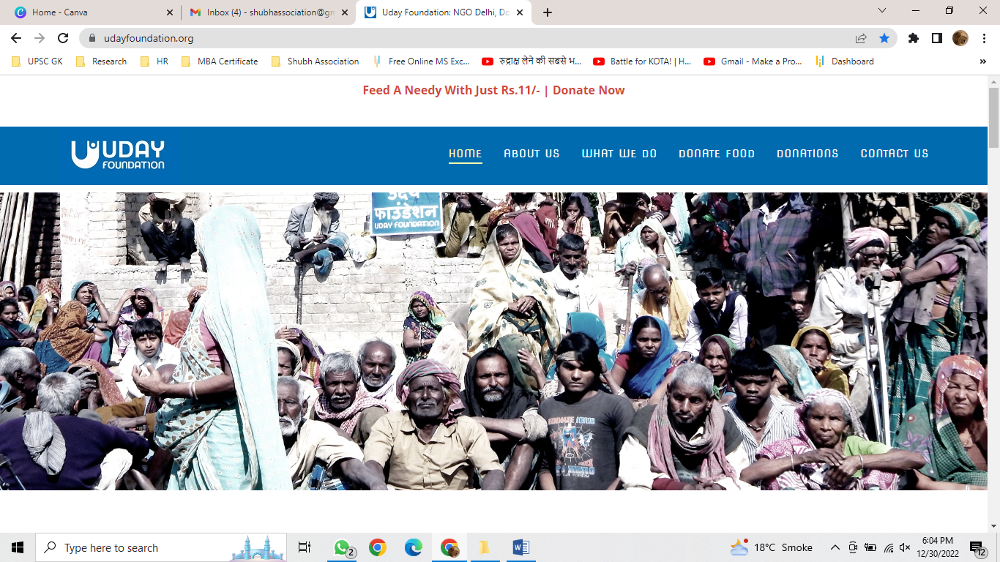 Home - Canva
Inbox (4) - shubhassociation@gm
Uday Foundation: NGO Delhi, Do
udayfoundation.org
UPSC GK
Research
HR
MBA Certificate
Shubh Association
Free Online MS Exc...
रुद्राक्ष लेने की सबसे भ...
Battle for KOTA! | H...
Gmail - Make a Pro...
Dashboard
»
Feed A Needy With Just Rs.11/- | Donate Now
UDAY
FOUNDATION
HOME
ABOUT US
WHAT WE DO
DONATE FOOD
DONATIONS
CONTACT US
उदय
फाउंडेशन
UDAY FOUNDATION
Type here to search
2
18°C Smoke
6:04 PM
12/30/2022
12